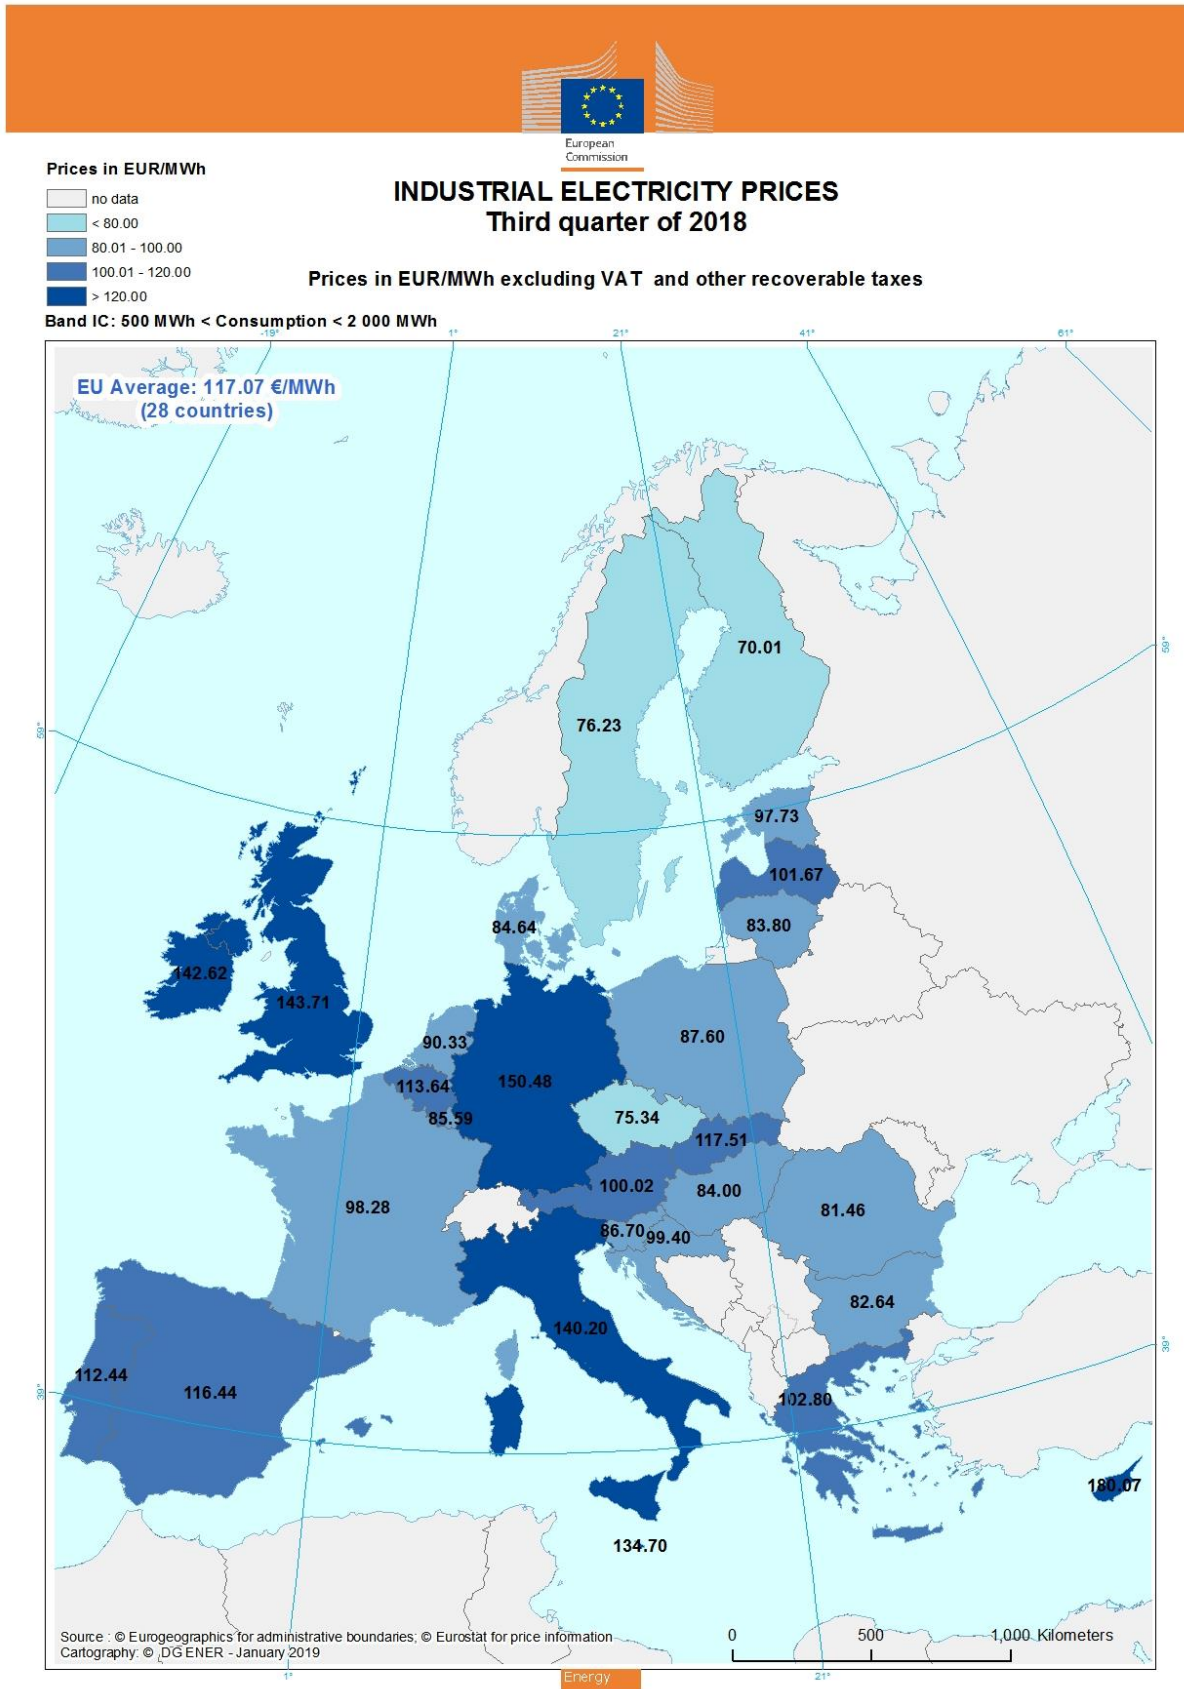 European
Commission
Prices in EUR/MWh
no data
< 80.00
80.01 - 100.00
100.01 - 120.00
> 120.00
INDUSTRIAL ELECTRICITY PRICES
Third quarter of 2018
Prices in EUR/MWh excluding VAT and other recoverable taxes
Band IC: 500 MWh < Consumption < 2 000 MWh
-19°
1°
21°
41°
61°
EU Average: 117.07 €/MWh
(28 countries)
70.01
59°
76.23
59°
97.73
101.67
83.80
84.64
142.62
143.71
90.33
87.60
150.48
113.64
85.59
75.34
117.51
100.02
84.00
98.28
81.46
86.70
99.40
82.64
140.20
39°
112.44
116.44
39°
102.80
180.07
134.70
Source : © Eurogeographics for administrative boundaries; © Eurostat for price information
Cartography: © DG ENER - January 2019
0 500 1,000 Kilometers
1°
21°
Energy